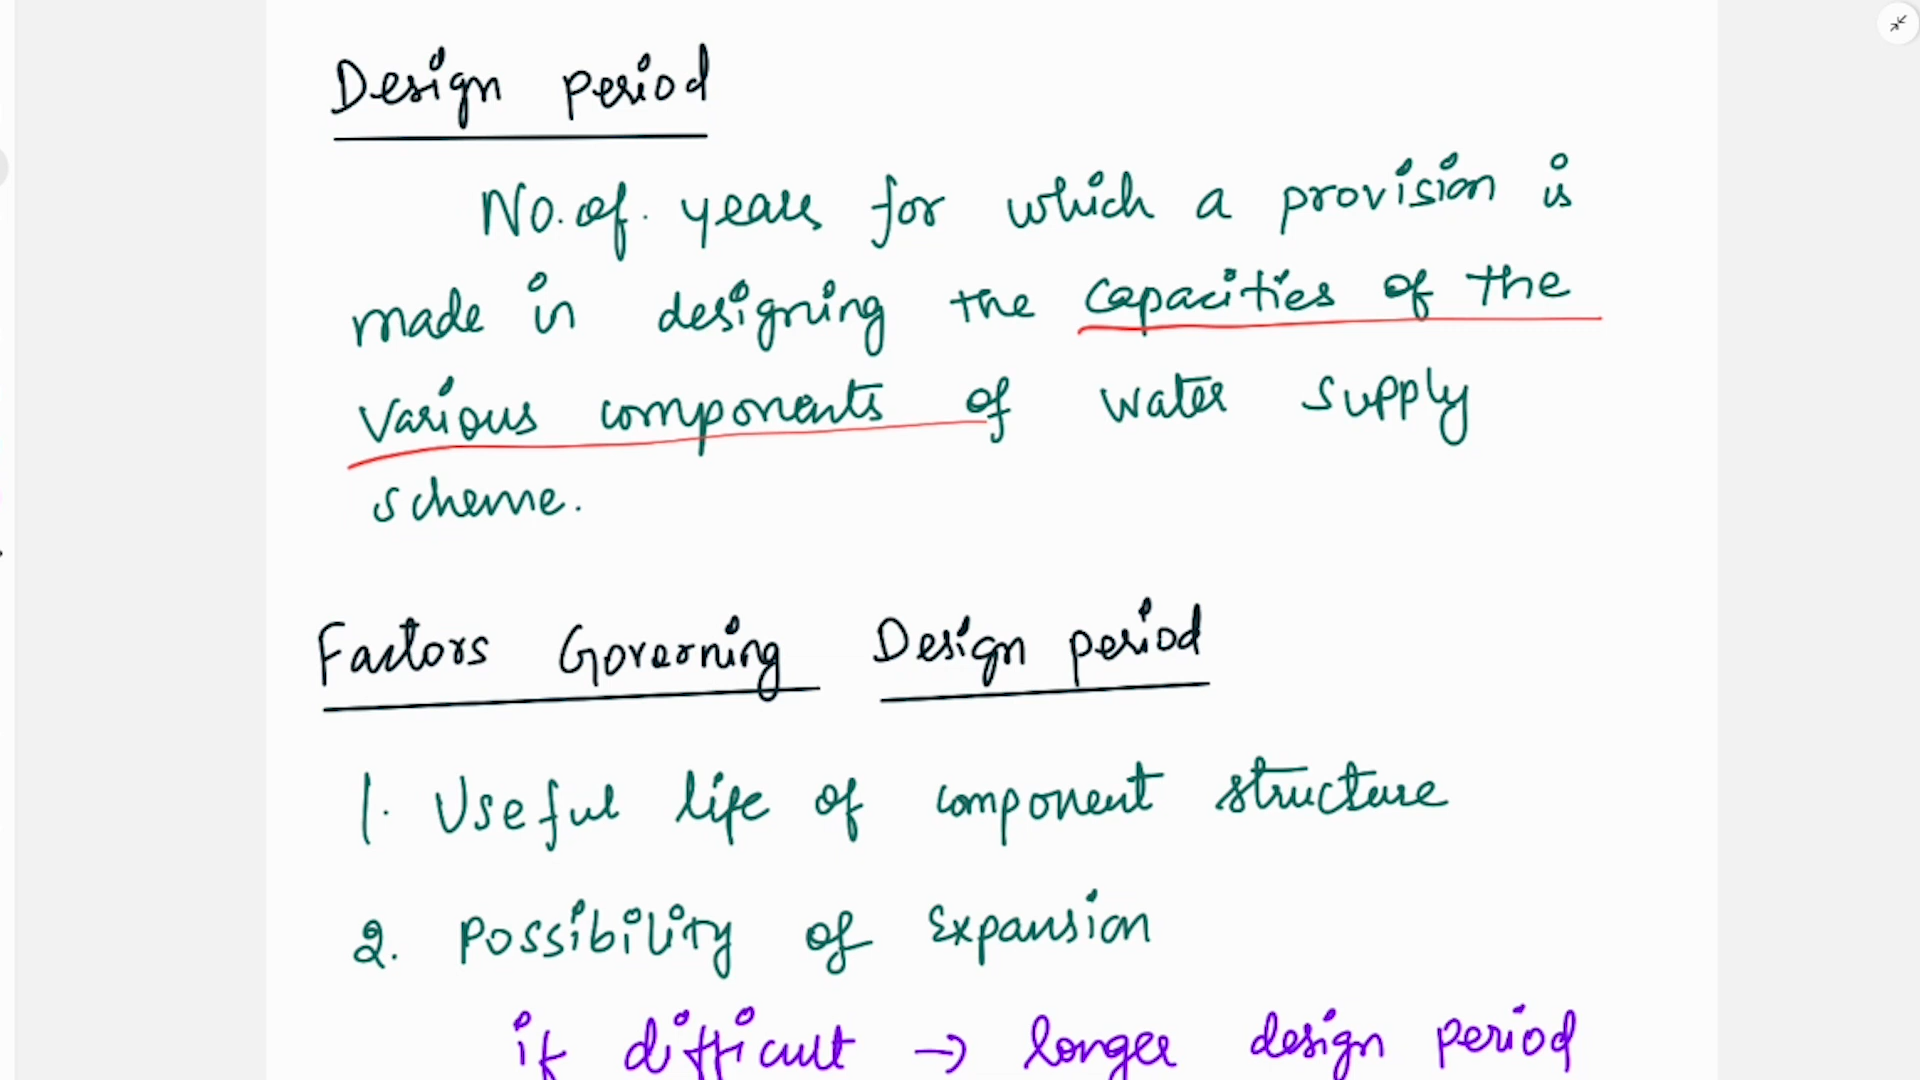 Design period
No. of. years for which a provision is
made in designing the capacities of the
various components of water supply
scheme.
Factors Governing Design period
1. Useful life of component structure
2. Possibility of Expansion
if difficult → longer design period